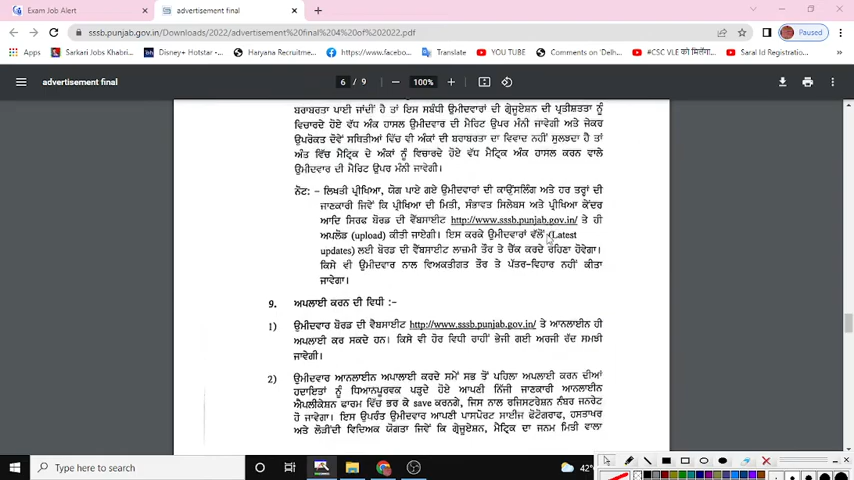 Exam Job Alert
advertisement final
sssb.punjab.gov.in/Downloads/2022/advertisement%20final%204%20of%202022.pdf
Paused
Apps
Sarkari Jobs Khabri...
Disney+ Hotstar -...
Haryana Recruitment...
https://www.facebo...
Translate
YOU TUBE
Comments on 'Delh...
#CSC VLE को मिलेगा...
Saral Id Registratio...
advertisement final
6 / 9
100%
ਬਰਾਬਰਤਾ ਪਾਈ ਜਾਂਦੀ ਹੈ ਤਾਂ ਇਸ ਸਬੰਧੀ ਉਮੀਦਵਾਰਾਂ ਦੀ ਗ੍ਰੈਜੂਏਸ਼ਨ ਦੀ ਪ੍ਰਤੀਸ਼ਤਤਾ ਨੂੰ
ਵਿਚਾਰਦੇ ਹੋਏ ਵੱਧ ਅੰਕ ਹਾਸਲ ਉਮੀਦਵਾਰ ਦੀ ਮੈਰਿਟ ਉਪਰ ਮੰਨੀ ਜਾਵੇਗੀ ਅਤੇ ਜੇਕਰ
ਉਪਰੋਕਤ ਦੋਵੇਂ ਸਥਿਤੀਆਂ ਵਿੱਚ ਵੀ ਅੰਕਾਂ ਦੀ ਬਰਾਬਰਤਾ ਦਾ ਵਿਵਾਦ ਨਹੀਂ ਸੁਲਝਦਾ ਹੈ ਤਾਂ
ਅੰਤ ਵਿੱਚ ਮੈਟ੍ਰਿਕ ਦੇ ਅੰਕਾਂ ਨੂੰ ਵਿਚਾਰਦੇ ਹੋਏ ਵੱਧ ਮੈਟ੍ਰਿਕ ਅੰਕ ਹਾਸਲ ਕਰਨ ਵਾਲੇ
ਉਮੀਦਵਾਰ ਦੀ ਮੈਰਿਟ ਉਪਰ ਮੰਨੀ ਜਾਵੇਗੀ।
ਨੋਟ: - ਲਿਖਤੀ ਪ੍ਰੀਖਿਆ, ਯੋਗ ਪਾਏ ਗਏ ਉਮੀਦਵਾਰਾਂ ਦੀ ਕਾਊਂਸਲਿੰਗ ਅਤੇ ਹਰ ਤਰ੍ਹਾਂ ਦੀ
ਜਾਣਕਾਰੀ ਜਿਵੇਂ ਕਿ ਪ੍ਰੀਖਿਆ ਦੀ ਮਿਤੀ, ਸੰਭਾਵਤ ਸਿਲੇਬਸ ਅਤੇ ਪ੍ਰੀਖਿਆ ਕੇਂਦਰ
ਆਦਿ ਸਿਰਫ ਬੋਰਡ ਦੀ ਵੈੱਬਸਾਈਟ http://www.sssb.punjab.gov.in/ ਤੇ ਹੀ
ਅਪਲੋਡ (upload) ਕੀਤੀ ਜਾਏਗੀ। ਇਸ ਕਰਕੇ ਉਮੀਦਵਾਰਾਂ ਵੱਲੋਂ (Latest
updates) ਲਈ ਬੋਰਡ ਦੀ ਵੈੱਬਸਾਈਟ ਲਾਜ਼ਮੀ ਤੌਰ ਤੇ ਚੈੱਕ ਕਰਦੇ ਰਹਿਣਾ ਹੋਵੇਗਾ।
ਕਿਸੇ ਵੀ ਉਮੀਦਵਾਰ ਨਾਲ ਵਿਅਕਤੀਗਤ ਤੌਰ ਤੇ ਪੱਤਰ-ਵਿਹਾਰ ਨਹੀਂ ਕੀਤਾ
ਜਾਵੇਗਾ।
9. ਅਪਲਾਈ ਕਰਨ ਦੀ ਵਿਧੀ :-
1) ਉਮੀਦਵਾਰ ਬੋਰਡ ਦੀ ਵੈਬਸਾਈਟ http://www.sssb.punjab.gov.in/ ਤੇ ਆਨਲਾਈਨ ਹੀ
ਅਪਲਾਈ ਕਰ ਸਕਦੇ ਹਨ। ਕਿਸੇ ਵੀ ਹੋਰ ਵਿਧੀ ਰਾਹੀਂ ਭੇਜੀ ਗਈ ਅਰਜੀ ਰੱਦ ਸਮਝੀ
ਜਾਵੇਗੀ।
2) ਉਮੀਦਵਾਰ ਆਨਲਾਈਨ ਅਪਾਲਾਈ ਕਰਦੇ ਸਮੇਂ ਸਭ ਤੋਂ ਪਹਿਲਾ ਅਪਲਾਈ ਕਰਨ ਦੀਆਂ
ਹਦਾਇਤਾਂ ਨੂੰ ਧਿਆਨਪੂਰਵਕ ਪੜ੍ਹਦੇ ਹੋਏ ਆਪਣੀ ਨਿੱਜੀ ਜਾਣਕਾਰੀ ਆਨਲਾਈਨ
ਐਪਲੀਕੇਸ਼ਨ ਫਾਰਮ ਵਿੱਚ ਭਰ ਕੇ save ਕਰਨਗੇ, ਜਿਸ ਨਾਲ ਰਜਿਸਟਰੇਸ਼ਨ ਨੰਬਰ ਜਨਰੇਟ
ਹੋ ਜਾਵੇਗਾ। ਇਸ ਉਪਰੰਤ ਉਮੀਦਵਾਰ ਆਪਣੀ ਪਾਸਪੋਰਟ ਸਾਈਜ਼ ਫੋਟੋਗਰਾਫ, ਹਸਤਾਖਰ
ਅਤੇ ਲੋੜੀਂਦੀ ਵਿਦਿਅਕ ਯੋਗਤਾ ਜਿਵੇਂ ਕਿ ਗ੍ਰੈਜੂਏਸ਼ਨ, ਮੈਟ੍ਰਿਕ ਦਾ ਜਨਮ ਮਿਤੀ ਵਾਲਾ
Type here to search